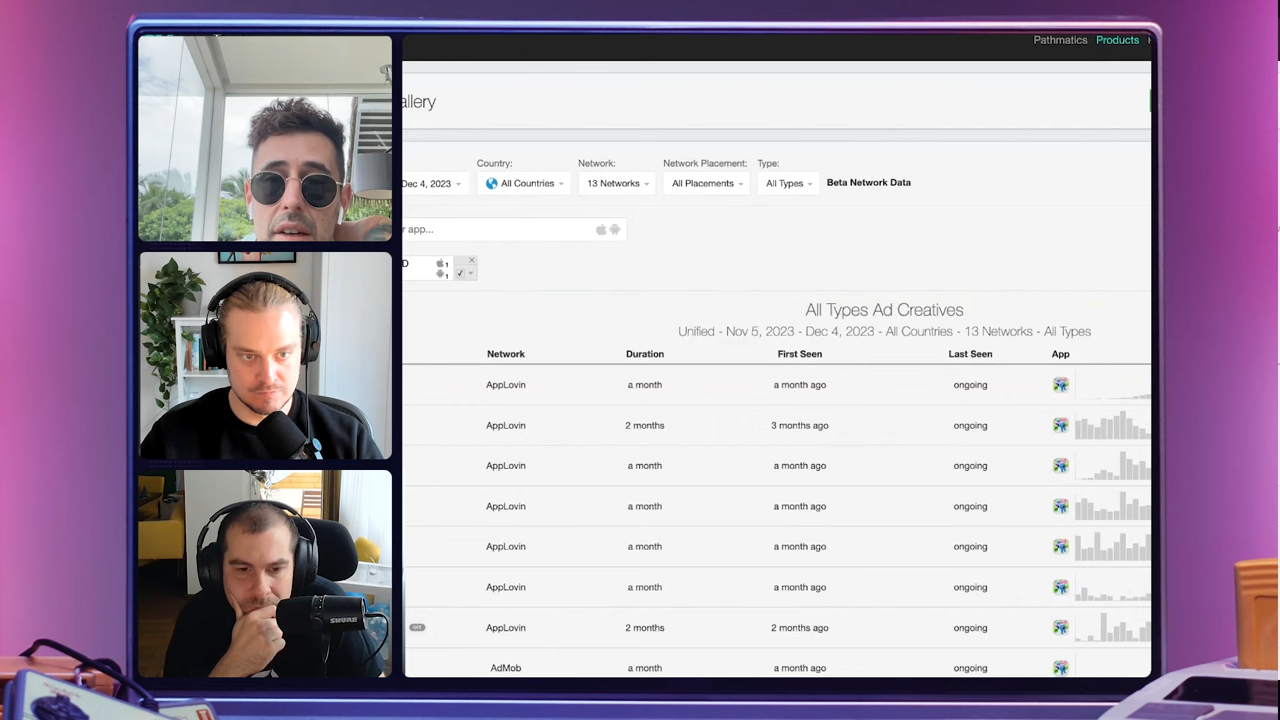 Pathmatics Products
allery
Country: Network: Network Placement: Type:
Dec 4, 2023 All Countries 13 Networks All Placements All Types Beta Network Data
r app...
1
✓ 1
All Types Ad Creatives
Unified - Nov 5, 2023 - Dec 4, 2023 - All Countries - 13 Networks - All Types
Network Duration First Seen Last Seen App
AppLovin a month a month ago ongoing
AppLovin 2 months 3 months ago ongoing
AppLovin a month a month ago ongoing
AppLovin a month a month ago ongoing
AppLovin a month a month ago ongoing
AppLovin a month a month ago ongoing
AppLovin 2 months 2 months ago ongoing
AdMob a month a month ago ongoing
SHURE